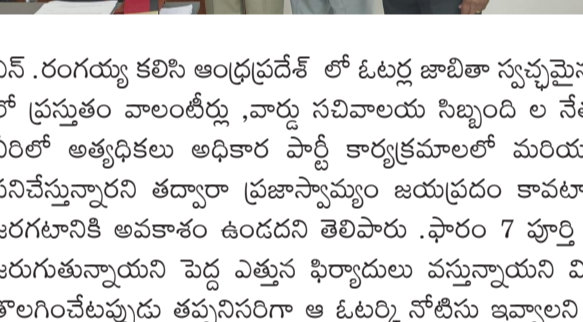 ఎన్ .రంగయ్య కలిసి ఆంధ్రప్రదేశ్ లో ఓటర్ల జాబితా స్వచ్ఛమైన
లో ప్రస్తుతం వాలంటీర్లు ,వార్డు సచివాలయ సిబ్బంది ల నే
వీరిలో అత్యధికలు అధికార పార్టీ కార్యక్రమాలలో మరియ
పనిచేస్తున్నారని తద్వారా ప్రజాస్వామ్యం జయప్రదం కావటా
జరగటానికి అవకాశం ఉండదని తెలిపారు .ఫారం 7 పూర్తి
జరుగుతున్నాయని పెద్ద ఎత్తున ఫిర్యాదులు వస్తున్నాయని వ
తొలగించేటప్పుడు తప్పనిసరిగా ఆ ఓటర్కి నోటిసు ఇవ్వాలని